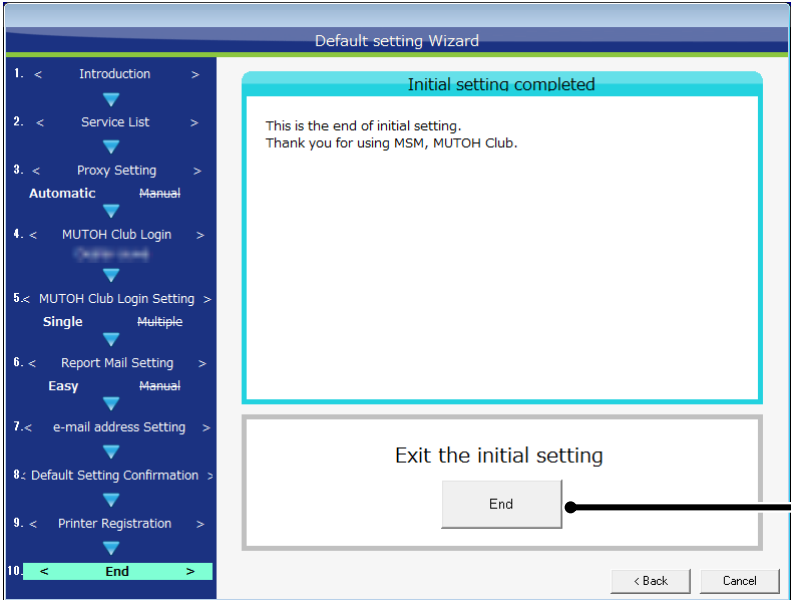 Default setting Wizard
1. < Introduction >
2. < Service List >
3. < Proxy Setting >
Automatic Manual
4. < MUTOH Club Login >
5.< MUTOH Club Login Setting >
Single Multiple
6. < Report Mail Setting >
Easy Manual
7.< e-mail address Setting >
8.< Default Setting Confirmation >
9. < Printer Registration >
10. < End >
Initial setting completed
This is the end of initial setting.
Thank you for using MSM, MUTOH Club.
Exit the initial setting
End
< Back Cancel